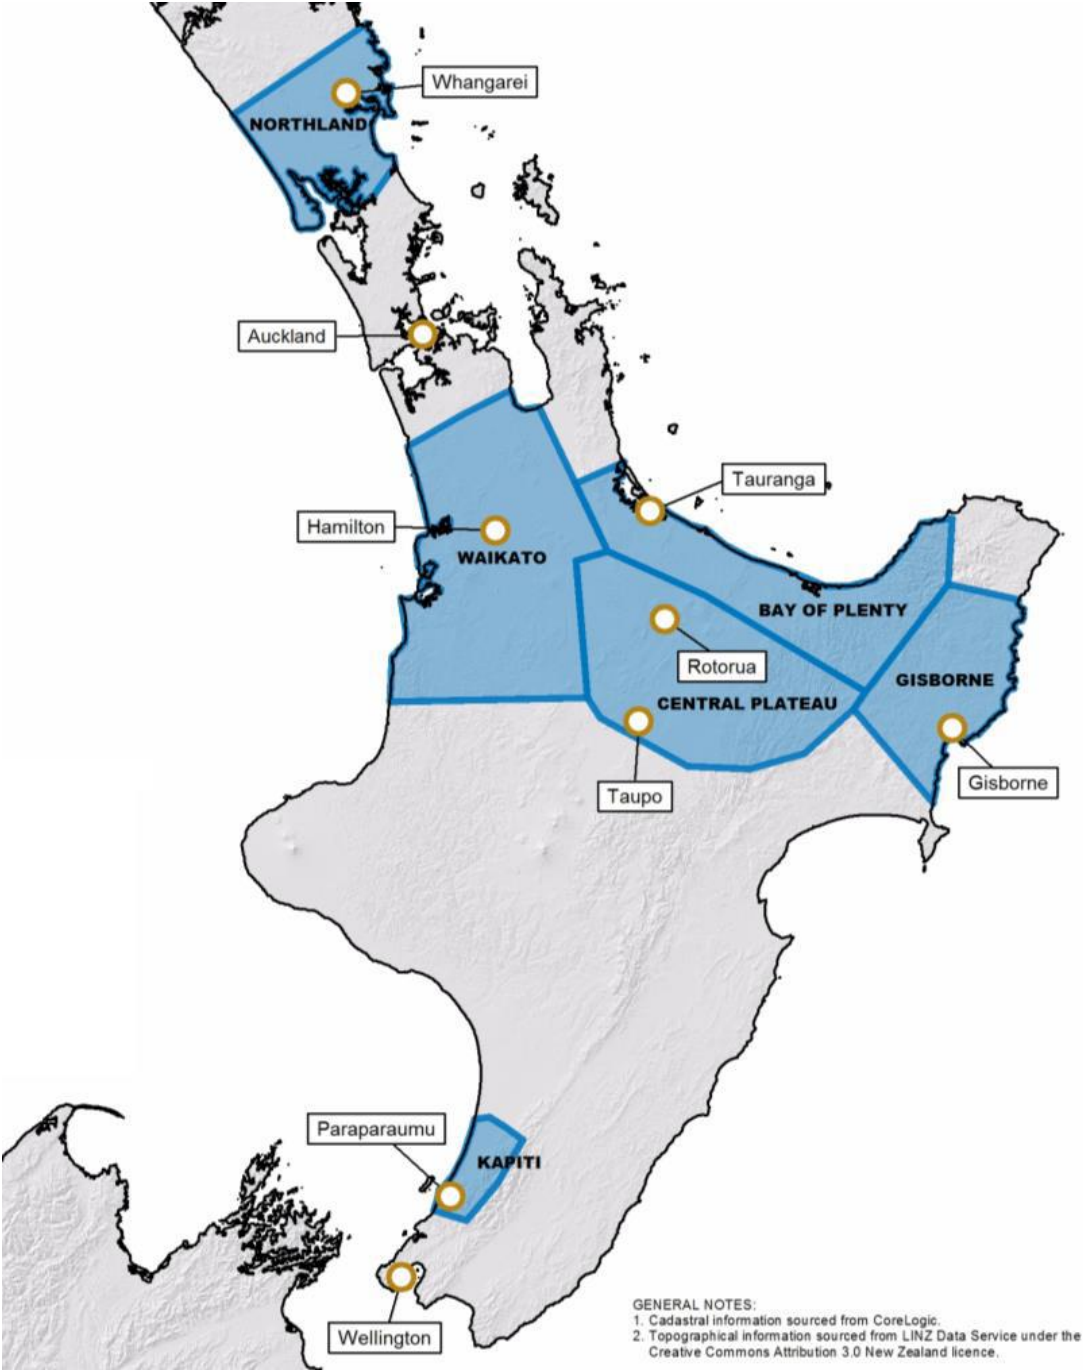 Whangarei
NORTHLAND
Auckland
Tauranga
Hamilton
WAIKATO
BAY OF PLENTY
Rotorua
GISBORNE
CENTRAL PLATEAU
Gisborne
Taupo
Paraparaumu
KAPITI
Wellington
GENERAL NOTES:
1. Cadastral information sourced from CoreLogic.
2. Topographical information sourced from LINZ Data Service under the
Creative Commons Attribution 3.0 New Zealand licence.